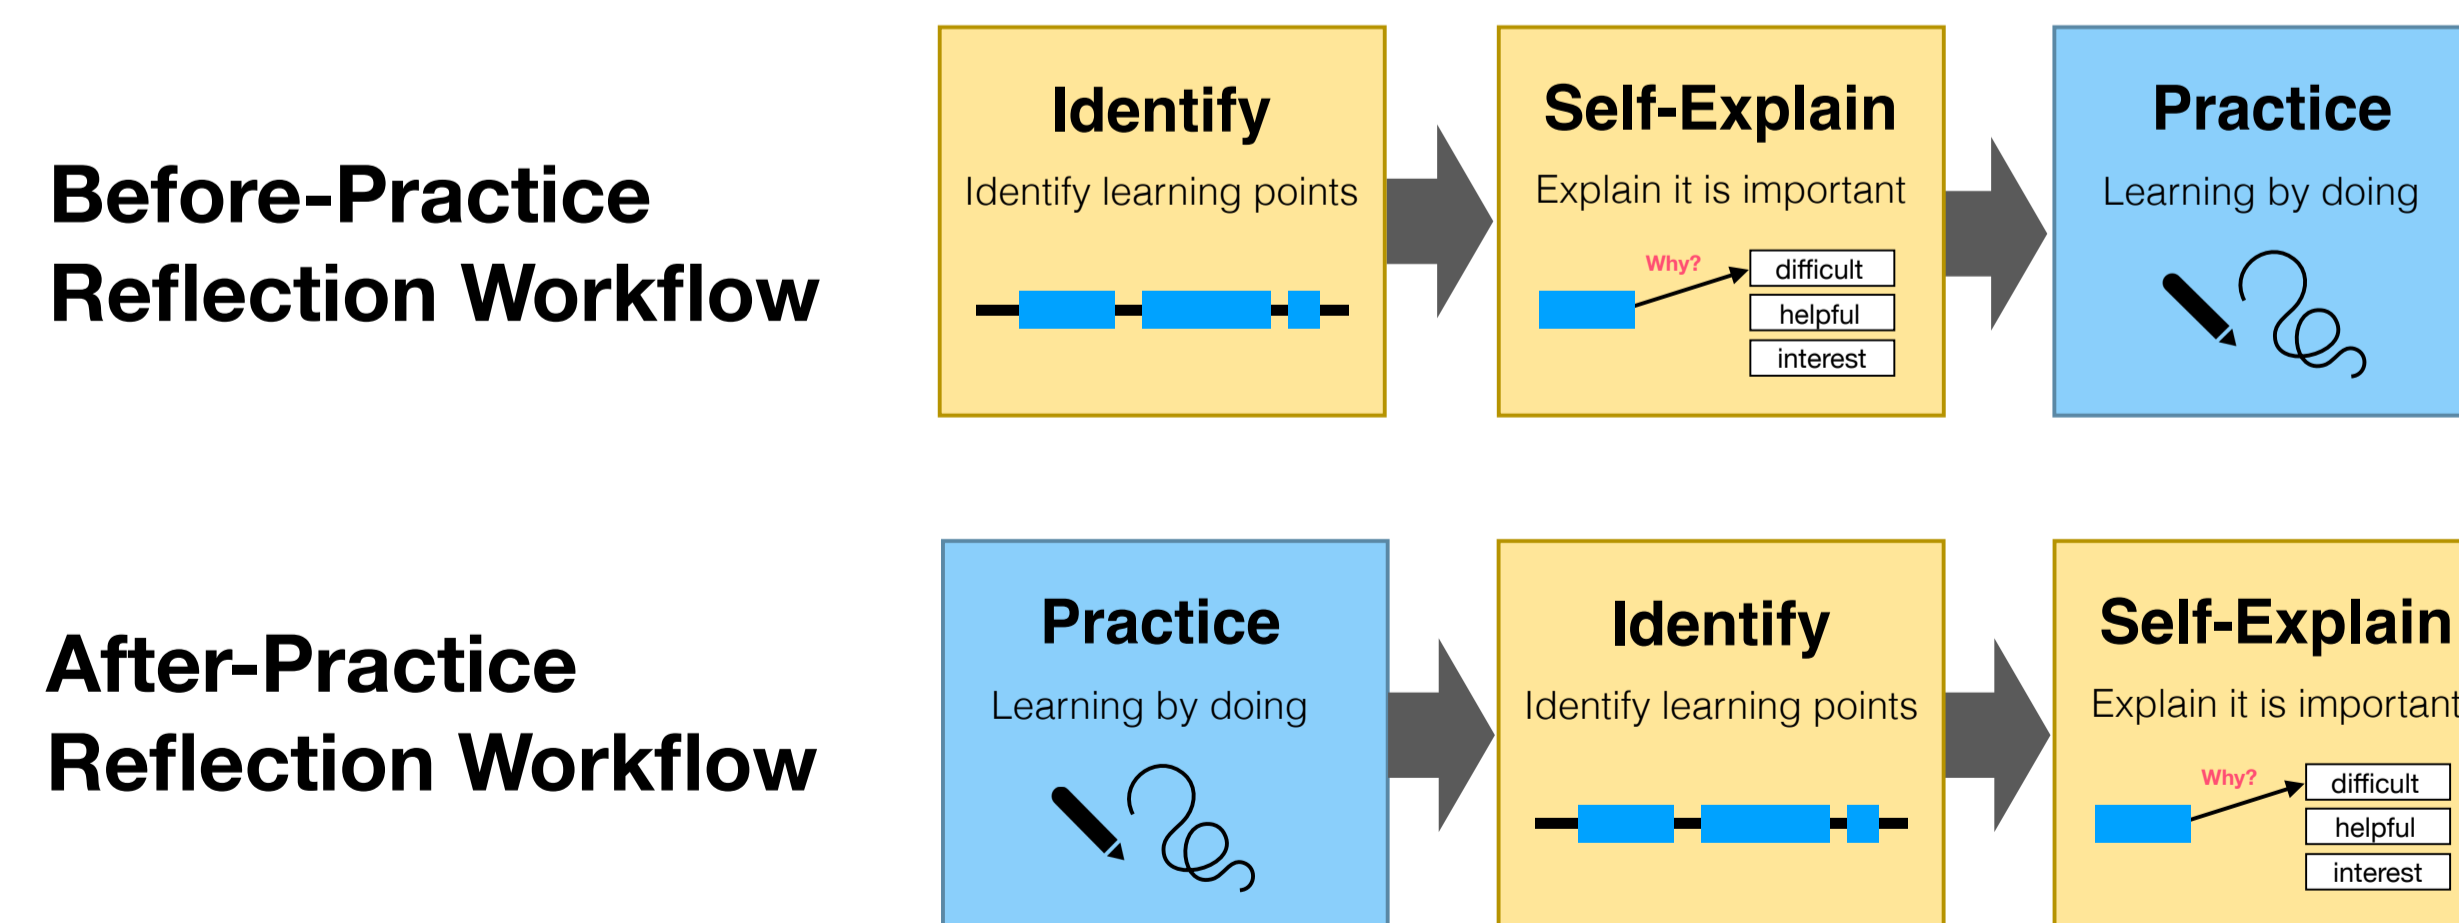 Before-Practice
Reflection Workflow
Identify
Identify learning points
Self-Explain
Explain it is important
Why?
difficult
helpful
interest
Practice
Learning by doing
After-Practice
Reflection Workflow
Practice
Learning by doing
Identify
Identify learning points
Self-Explain
Explain it is important
Why?
difficult
helpful
interest